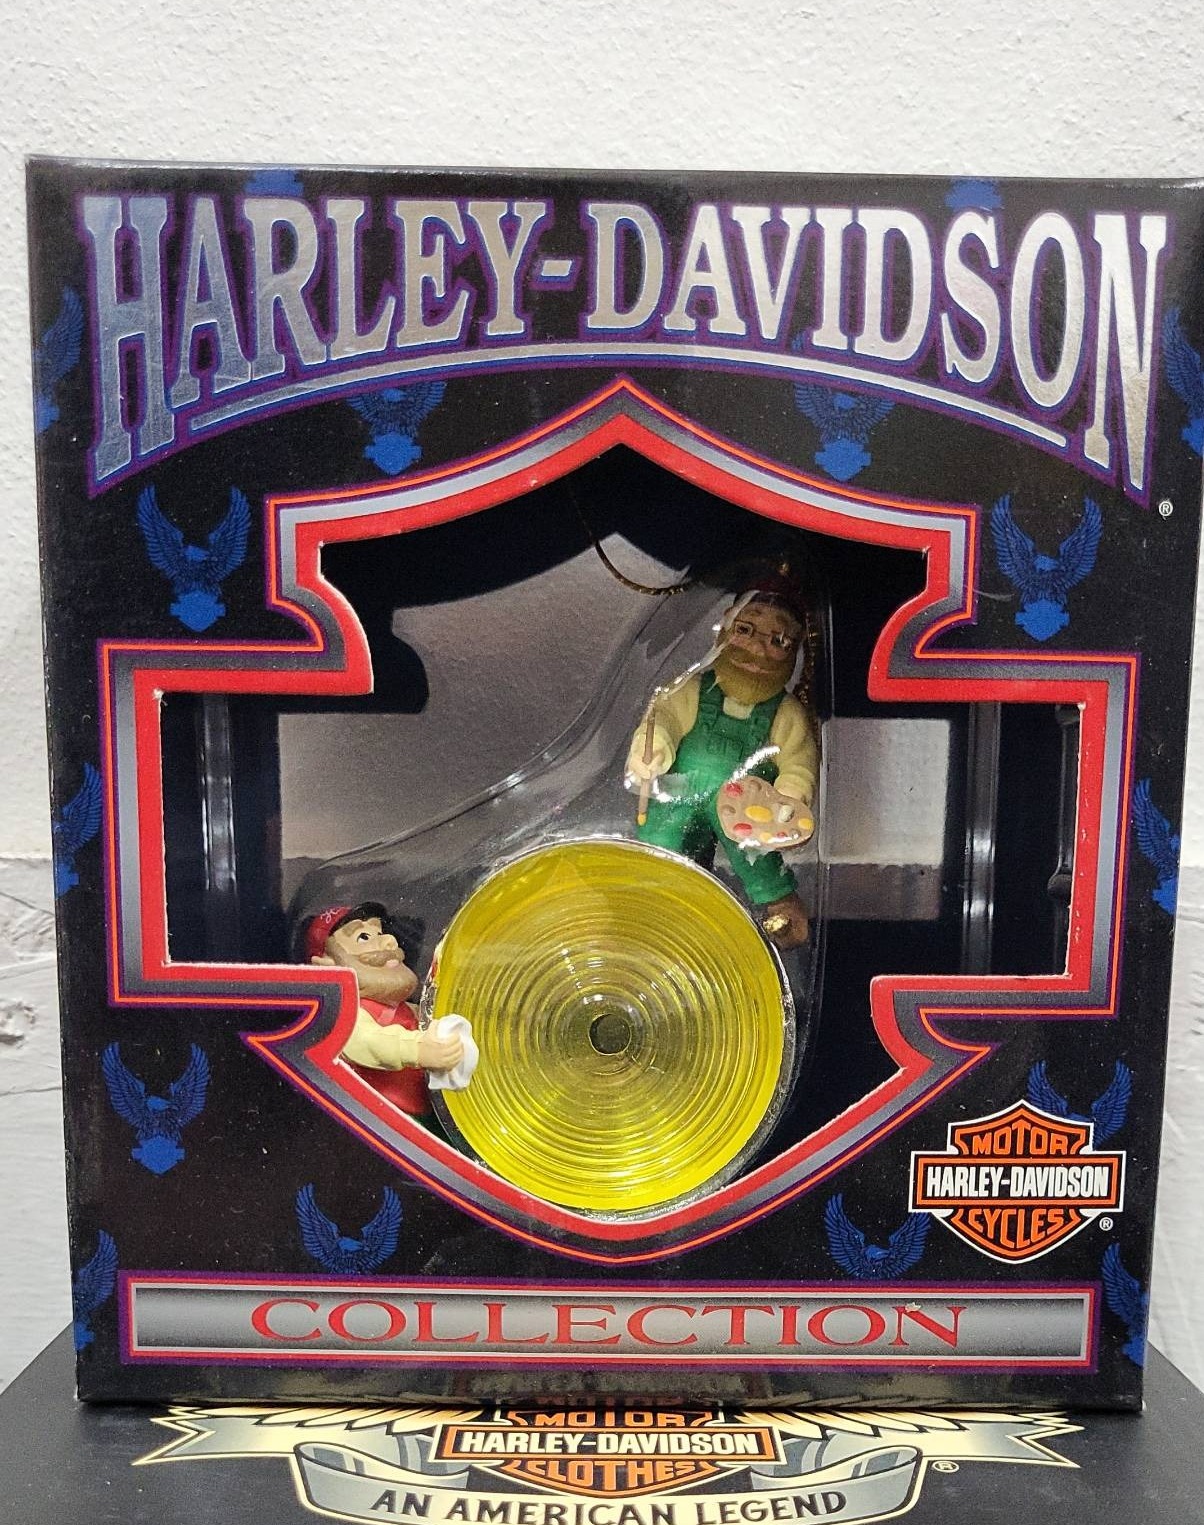 HARLEY-DAVIDSON®
MOTOR
HARLEY-DAVIDSON
CYCLES®
COLLECTION
MOTOR
HARLEY-DAVIDSON
CLOTHES®
AN AMERICAN LEGEND